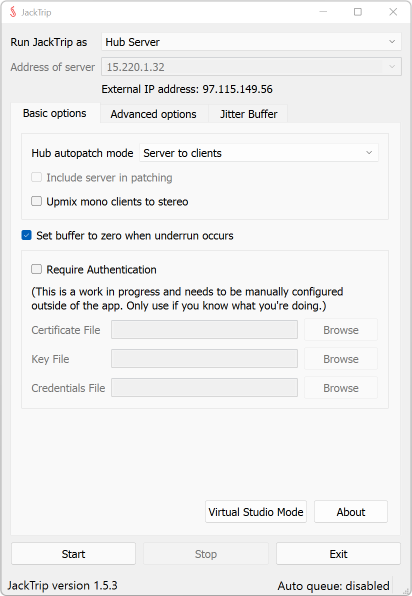 JackTrip
Run JackTrip as Hub Server
Address of server 15.220.1.32
External IP address: 97.115.149.56
Basic options Advanced options Jitter Buffer
Hub autopatch mode Server to clients
Include server in patching
Upmix mono clients to stereo
Set buffer to zero when underrun occurs
Require Authentication
(This is a work in progress and needs to be manually configured
outside of the app. Only use if you know what you're doing.)
Certificate File Browse
Key File Browse
Credentials File Browse
Virtual Studio Mode About
Start Stop Exit
JackTrip version 1.5.3 Auto queue: disabled